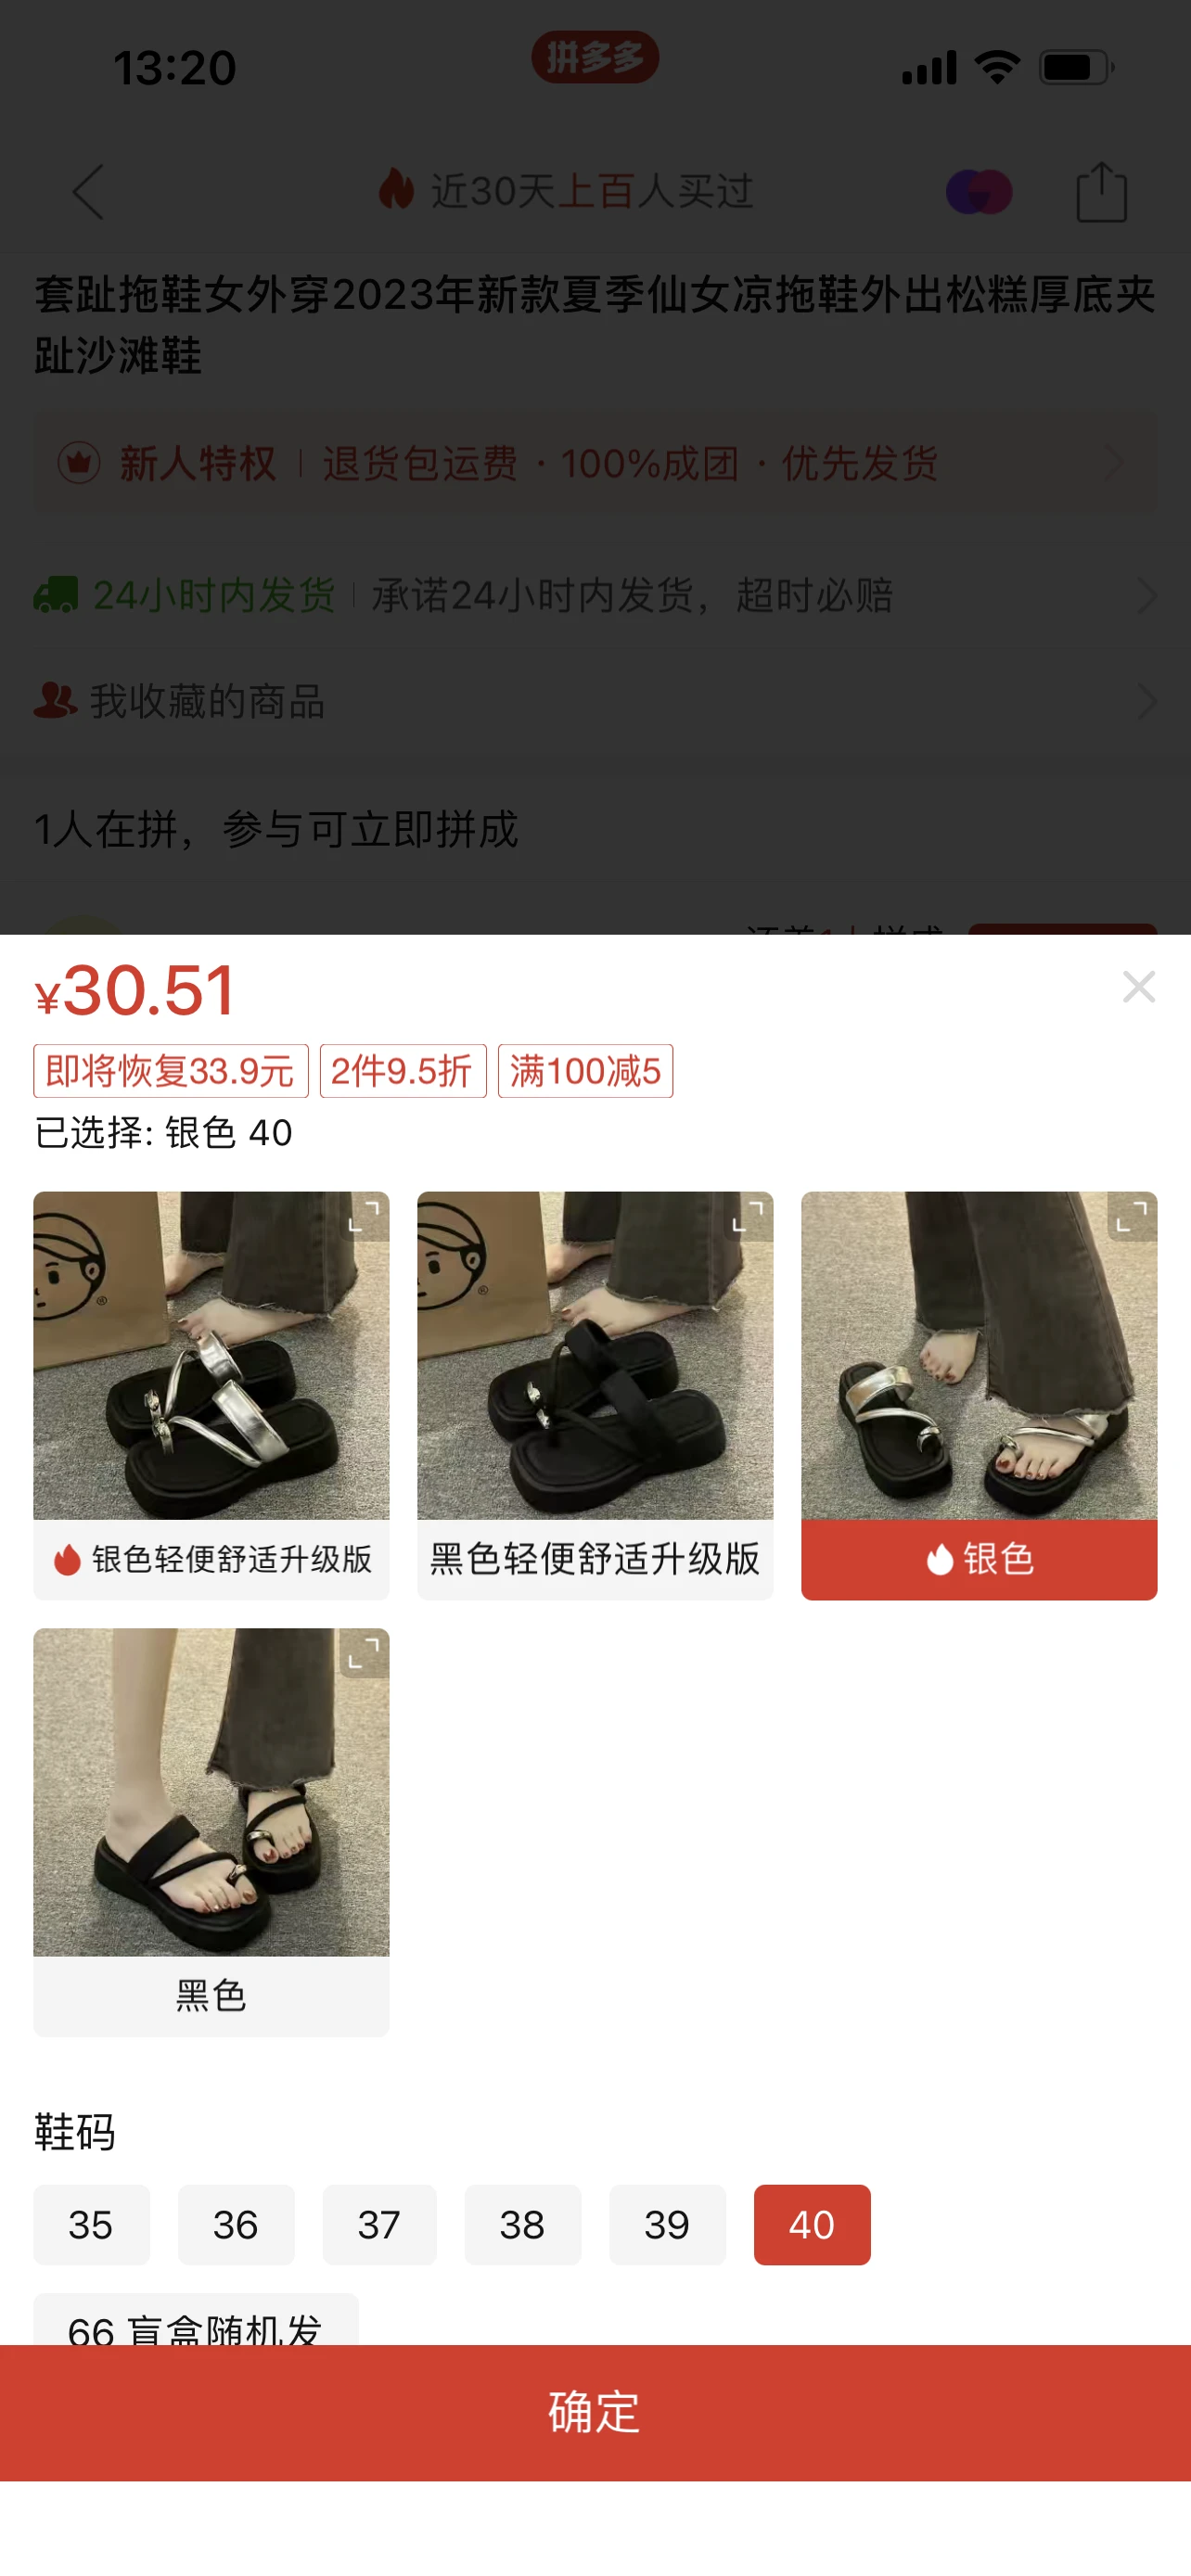 13:20
拼多多
近30天上百人买过
套趾拖鞋女外穿2023年新款夏季仙女凉拖鞋外出松糕厚底夹
趾沙滩鞋
新人特权 退货包运费 · 100%成团 · 优先发货
24小时内发货 承诺24小时内发货，超时必赔
我收藏的商品
1人在拼，参与可立即拼成
¥30.51
即将恢复33.9元 2件9.5折 满100减5
已选择: 银色 40
银色轻便舒适升级版 黑色轻便舒适升级版 银色
黑色
鞋码
35 36 37 38 39 40
66 盲盒随机发
确定